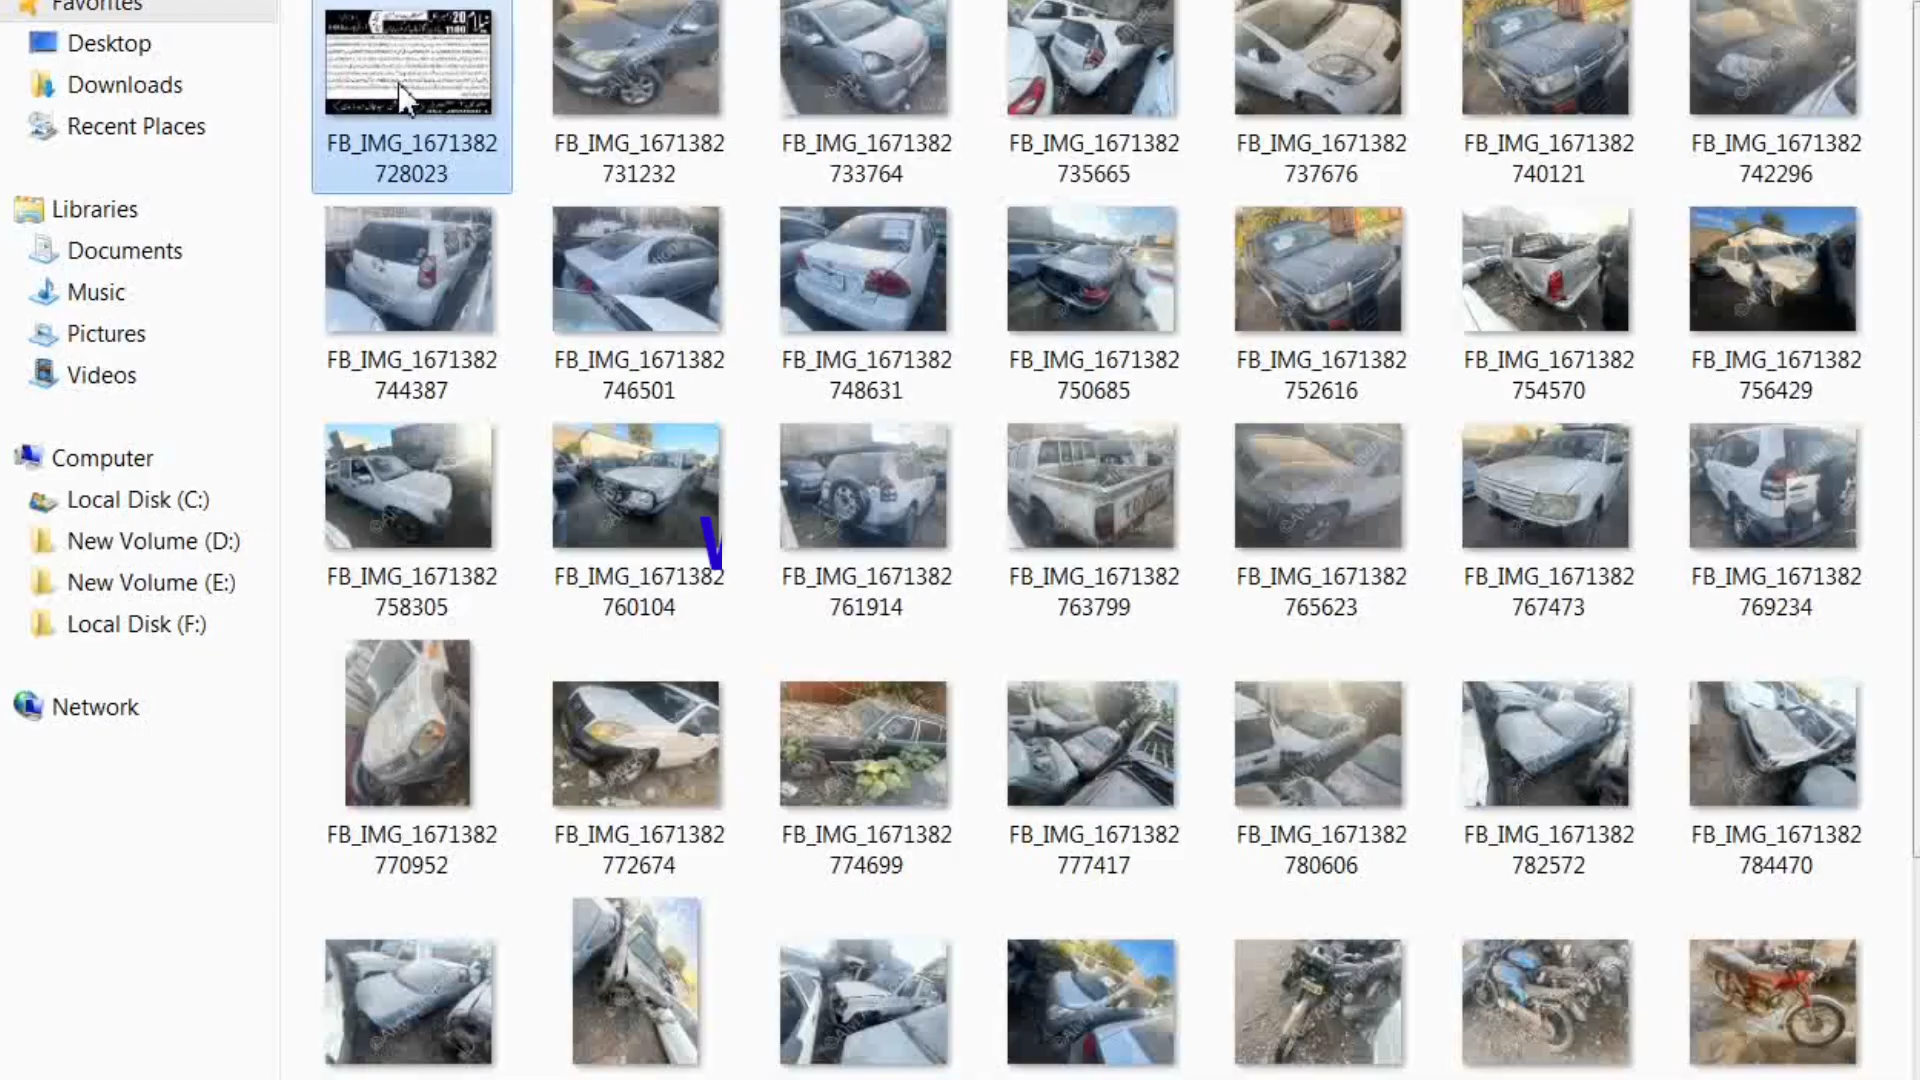 Favorites
Desktop
Downloads
Recent Places
Libraries
Documents
Music
Pictures
Videos
Computer
Local Disk (C:)
New Volume (D:)
New Volume (E:)
Local Disk (F:)
Network
20
1100
FB_IMG_1671382
728023
FB_IMG_1671382
731232
FB_IMG_1671382
733764
FB_IMG_1671382
735665
FB_IMG_1671382
737676
FB_IMG_1671382
740121
FB_IMG_1671382
742296
FB_IMG_1671382
744387
FB_IMG_1671382
746501
FB_IMG_1671382
748631
FB_IMG_1671382
750685
FB_IMG_1671382
752616
FB_IMG_1671382
754570
FB_IMG_1671382
756429
FB_IMG_1671382
758305
FB_IMG_1671382
760104
FB_IMG_1671382
761914
FB_IMG_1671382
763799
FB_IMG_1671382
765623
FB_IMG_1671382
767473
FB_IMG_1671382
769234
FB_IMG_1671382
770952
FB_IMG_1671382
772674
FB_IMG_1671382
774699
FB_IMG_1671382
777417
FB_IMG_1671382
780606
FB_IMG_1671382
782572
FB_IMG_1671382
784470